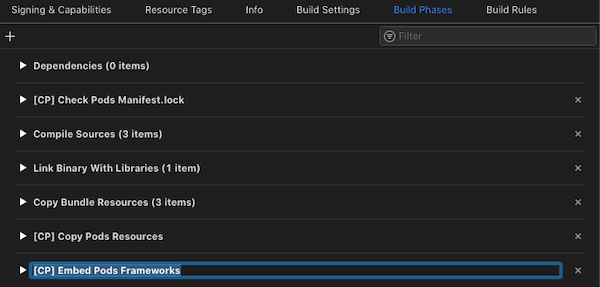 Signing & Capabilities Resource Tags Info Build Settings Build Phases Build Rules
Filter
Dependencies (0 items)
[CP] Check Pods Manifest.lock
Compile Sources (3 items)
Link Binary With Libraries (1 item)
Copy Bundle Resources (3 items)
[CP] Copy Pods Resources
[CP] Embed Pods Frameworks